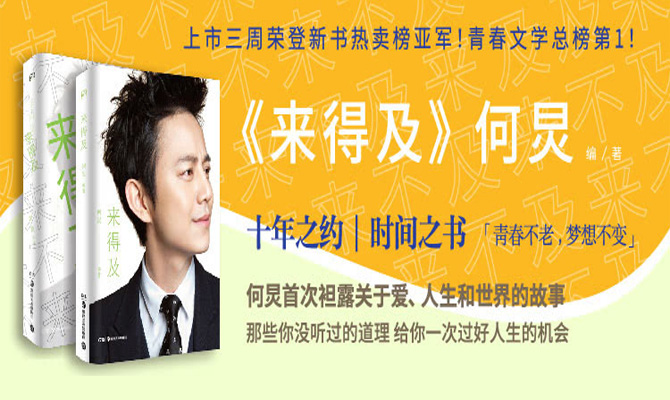 上市三周荣登新书热卖榜亚军!青春文学总榜第1!
《来得及》何炅 编/著
十年之约|时间之书「青春不老,梦想不变」
何炅首次袒露关于爱、人生和世界的故事
那些你没听过的道理 给你一次过好人生的机会
来得及
来得及